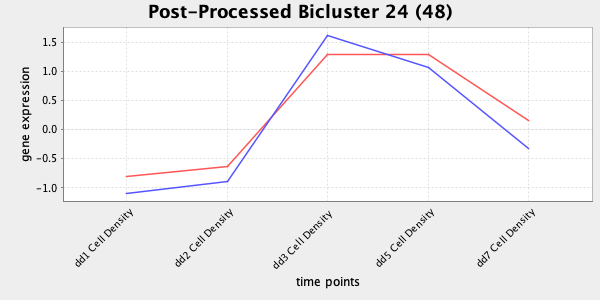 Post-Processed Bicluster 24 (48)
gene expression
1.5
1.0
0.5
0.0
-0.5
-1.0
dd1 Cell Density
dd2 Cell Density
dd3 Cell Density
dd5 Cell Density
dd7 Cell Density
time points